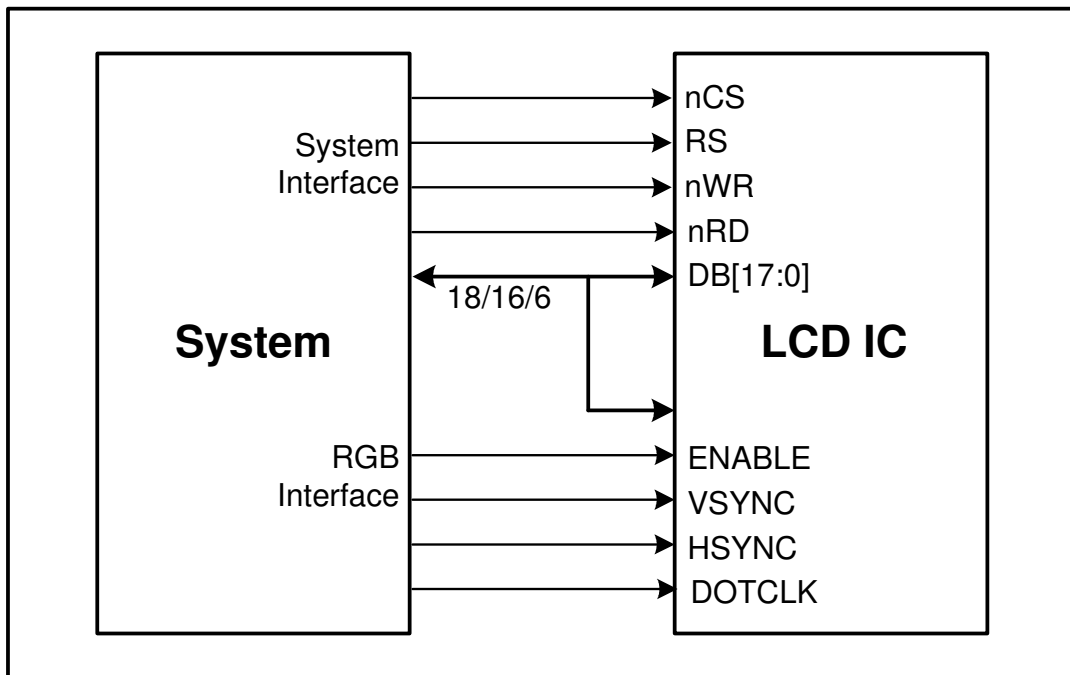 System
Interface
18/16/6
System
RGB
Interface
nCS
RS
nWR
nRD
DB[17:0]
LCD IC
ENABLE
VSYNC
HSYNC
DOTCLK